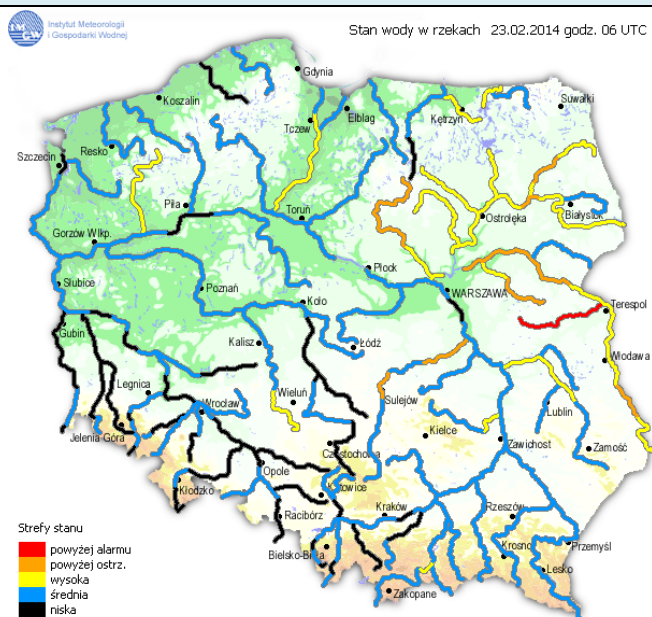 IMGW
Instytut Meteorologii
i Gospodarki Wodnej
Stan wody w rzekach 23.02.2014 godz. 06 UTC
Gdynia
Koszalin
Suwałki
Kętrzyn
Elbląg
Tczew
Resko
Szczecin
Piła
Toruń
Ostrołęka
Białystok
Gorzów Wlkp.
Płock
Słubice
Poznań
Koło
WARSZAWA
Terespol
Gubin
Kalisz
Łódź
Włodawa
Legnica
Wieluń
Sulejów
Wrocław
Lublin
Jelenia Góra
Kielce
Zawichost
Zamość
Częstochowa
Opole
Kłodzko
Katowice
Racibórz
Kraków
Rzeszów
Bielsko-Biała
Krosno
Przemyśl
Lesko
Zakopane
Strefy stanu
powyżej alarmu
powyżej ostrz.
wysoka
średnia
niska